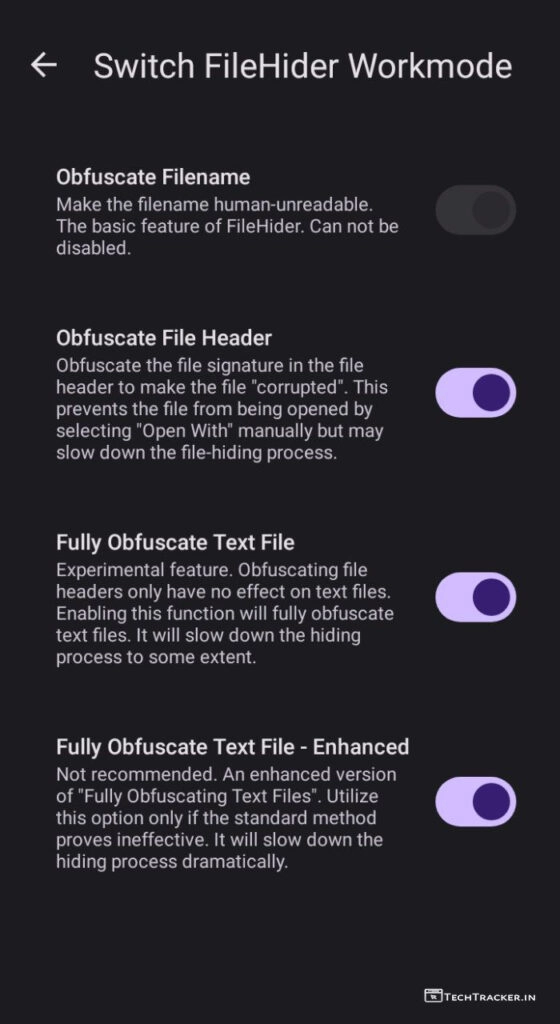 Switch FileHider Workmode
Obfuscate Filename
Make the filename human-unreadable.
The basic feature of FileHider. Can not be
disabled.
Obfuscate File Header
Obfuscate the file signature in the file
header to make the file "corrupted". This
prevents the file from being opened by
selecting "Open With" manually but may
slow down the file-hiding process.
Fully Obfuscate Text File
Experimental feature. Obfuscating file
headers only have no effect on text files.
Enabling this function will fully obfuscate
text files. It will slow down the hiding
process to some extent.
Fully Obfuscate Text File - Enhanced
Not recommended. An enhanced version
of "Fully Obfuscating Text Files". Utilize
this option only if the standard method
proves ineffective. It will slow down the
hiding process dramatically.
TECHTRACKER.IN